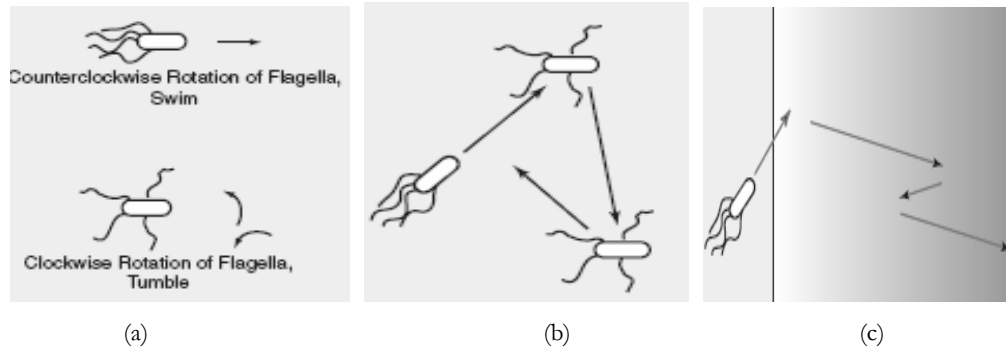 Counterclockwise Rotation of Flagella,
Swim
Clockwise Rotation of Flagella,
Tumble
(a)
(b)
(c)